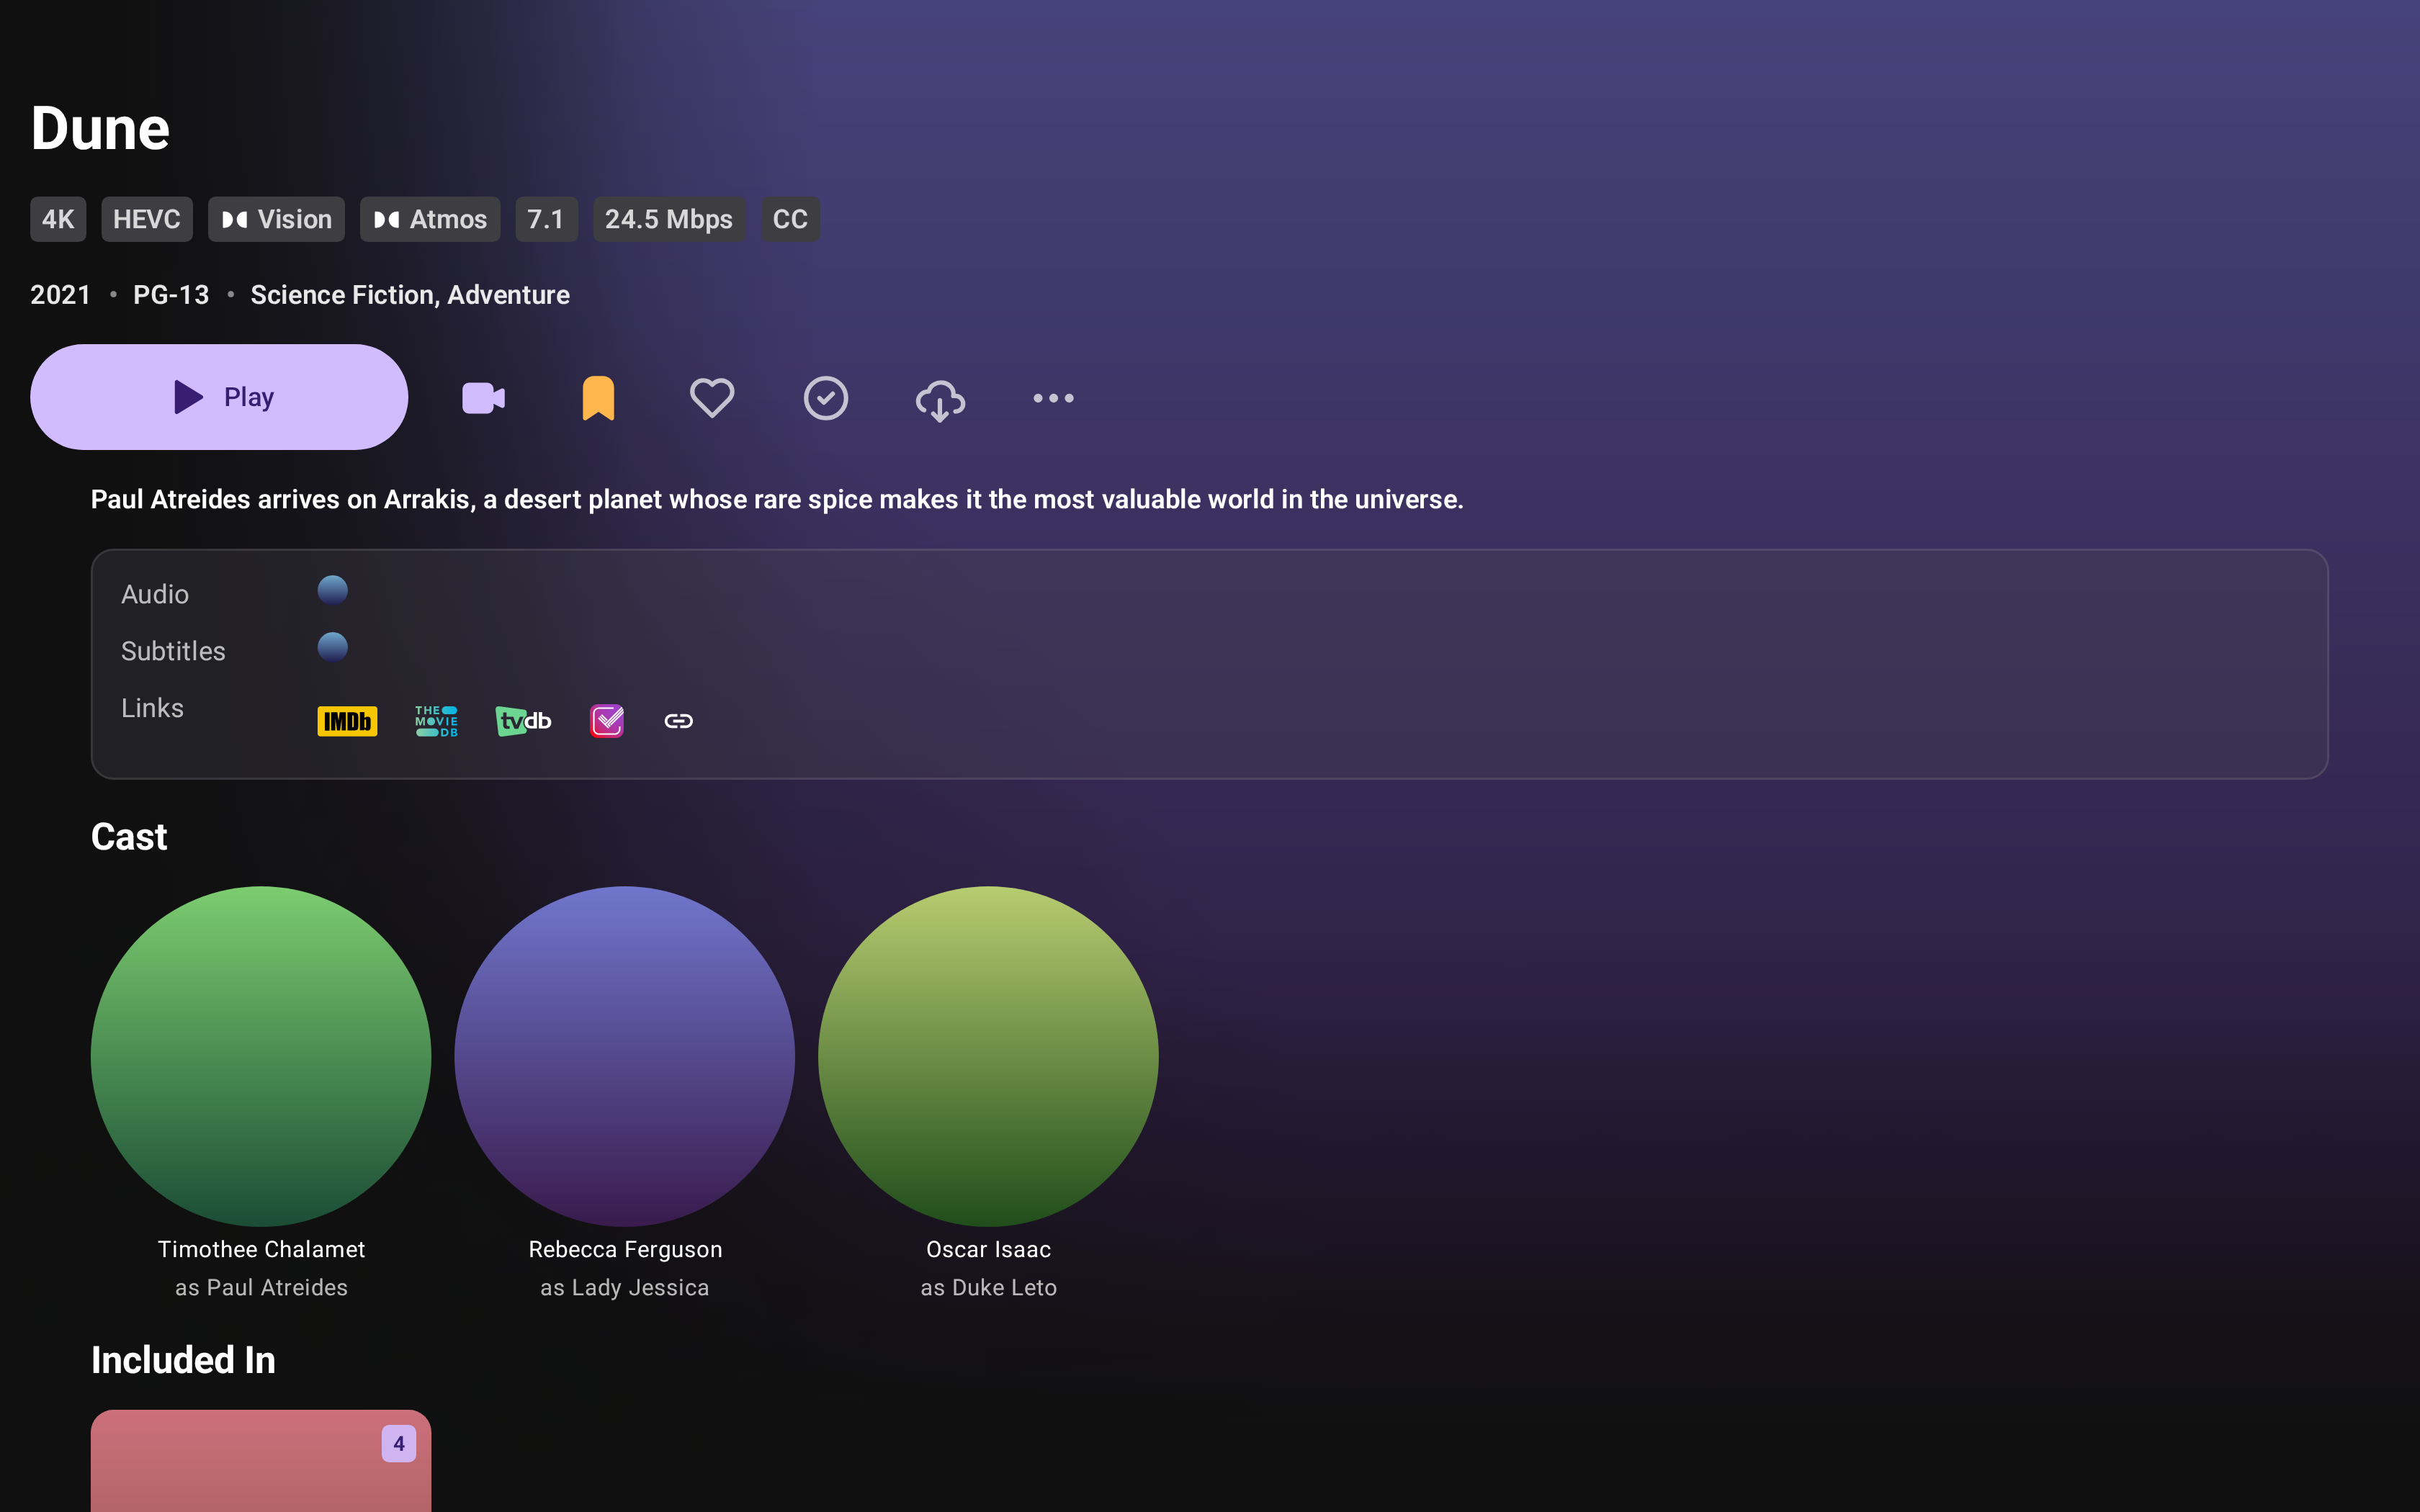 Dune
4K HEVC Vision Atmos 7.1 24.5 Mbps CC
2021 • PG-13 • Science Fiction, Adventure
Play
Paul Atreides arrives on Arrakis, a desert planet whose rare spice makes it the most valuable world in the universe.
Audio
Subtitles
Links
IMDb THE MOVIE DB tvdb
Cast
Timothee Chalamet Rebecca Ferguson Oscar Isaac
as Paul Atreides as Lady Jessica as Duke Leto
Included In
4